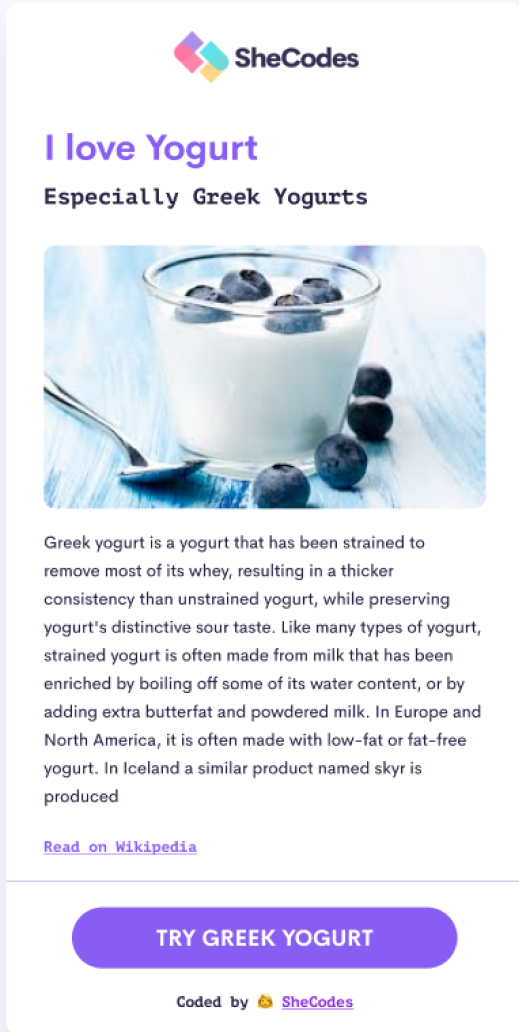 SheCodes
I love Yogurt
Especially Greek Yogurts
Greek yogurt is a yogurt that has been strained to
remove most of its whey, resulting in a thicker
consistency than unstrained yogurt, while preserving
yogurt's distinctive sour taste. Like many types of yogurt,
strained yogurt is often made from milk that has been
enriched by boiling off some of its water content, or by
adding extra butterfat and powdered milk. In Europe and
North America, it is often made with low-fat or fat-free
yogurt. In Iceland a similar product named skyr is
produced
Read on Wikipedia
TRY GREEK YOGURT
Coded by 👩 SheCodes